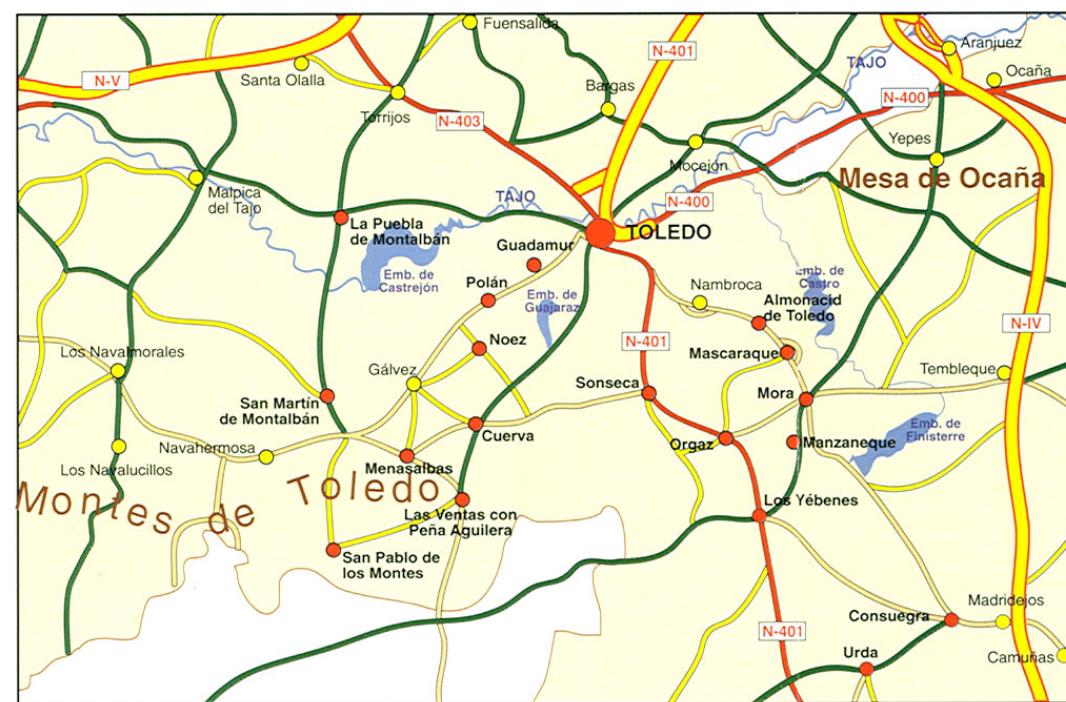 Fuensalida
N-401
Aranjuez
N-V
Santa Olalla
TAJO
Ocaña
Bargas
N-400
Torrijos
N-403
Yepes
Mocejón
Malpica
del Tajo
Mesa de Ocaña
TAJO
N-400
La Puebla
de Montalbán
TOLEDO
Guadamur
Emb. de
Castrejón
Emb. de
Castro
Polán
Nambroca
Emb. de
Guajaraz
Almonacid
de Toledo
N-IV
Noez
N-401
Los Navalmorales
Mascaraque
Gálvez
Tembleque
Sonseca
Mora
San Martín
de Montalbán
Emb. de
Finisterre
Cuerva
Orgaz
Manzaneque
Navahermosa
Los Navalucillos
Menasalbas
Montes de Toledo
Las Ventas con
Peña Aguilera
Los Yébenes
San Pablo de
los Montes
Madridejos
Consuegra
N-401
Urda
Camuñas